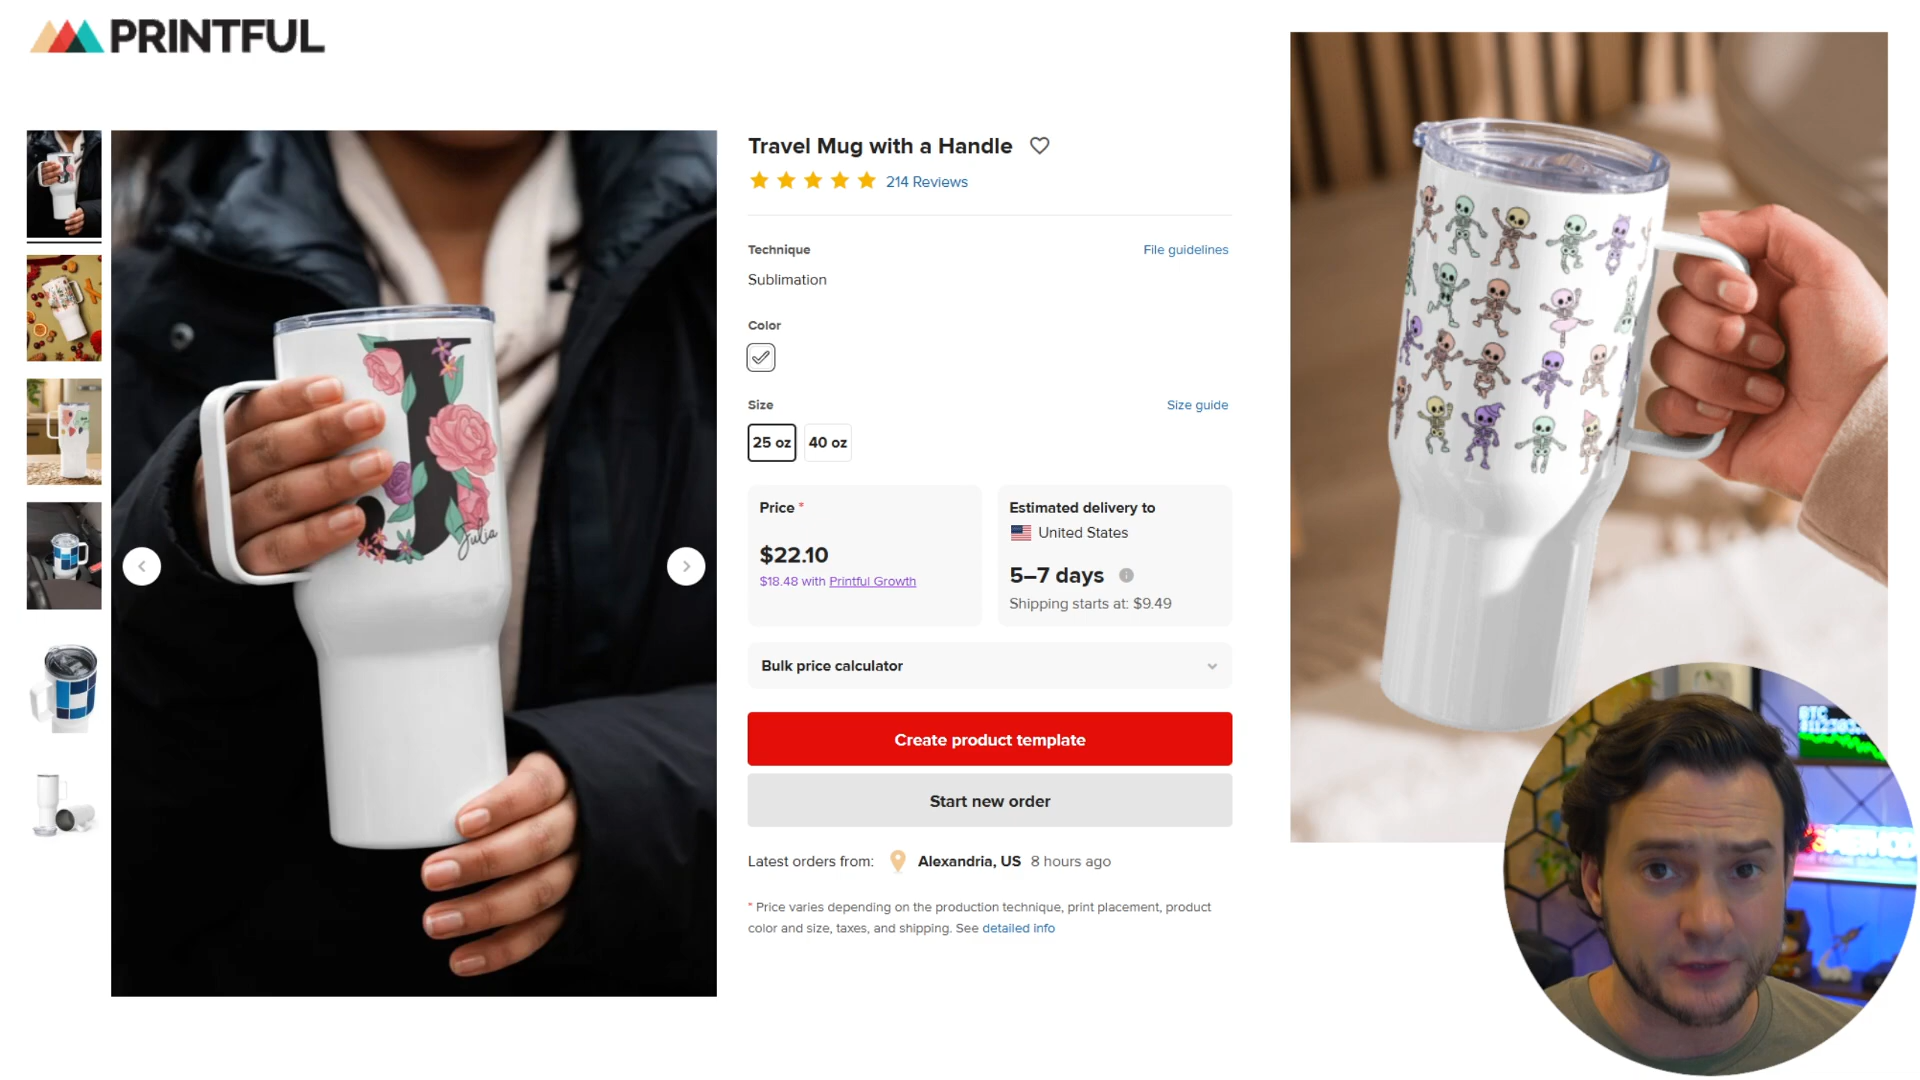 PRINTFUL
Travel Mug with a Handle
214 Reviews
Technique
File guidelines
Sublimation
Color
Size
Size guide
25 oz
40 oz
Price *
$22.10
$18.48 with Printful Growth
Estimated delivery to
United States
5–7 days
Shipping starts at: $9.49
Bulk price calculator
Create product template
Start new order
Latest orders from: Alexandria, US 8 hours ago
* Price varies depending on the production technique, print placement, product
color and size, taxes, and shipping. See detailed info
J
Julia
BTC